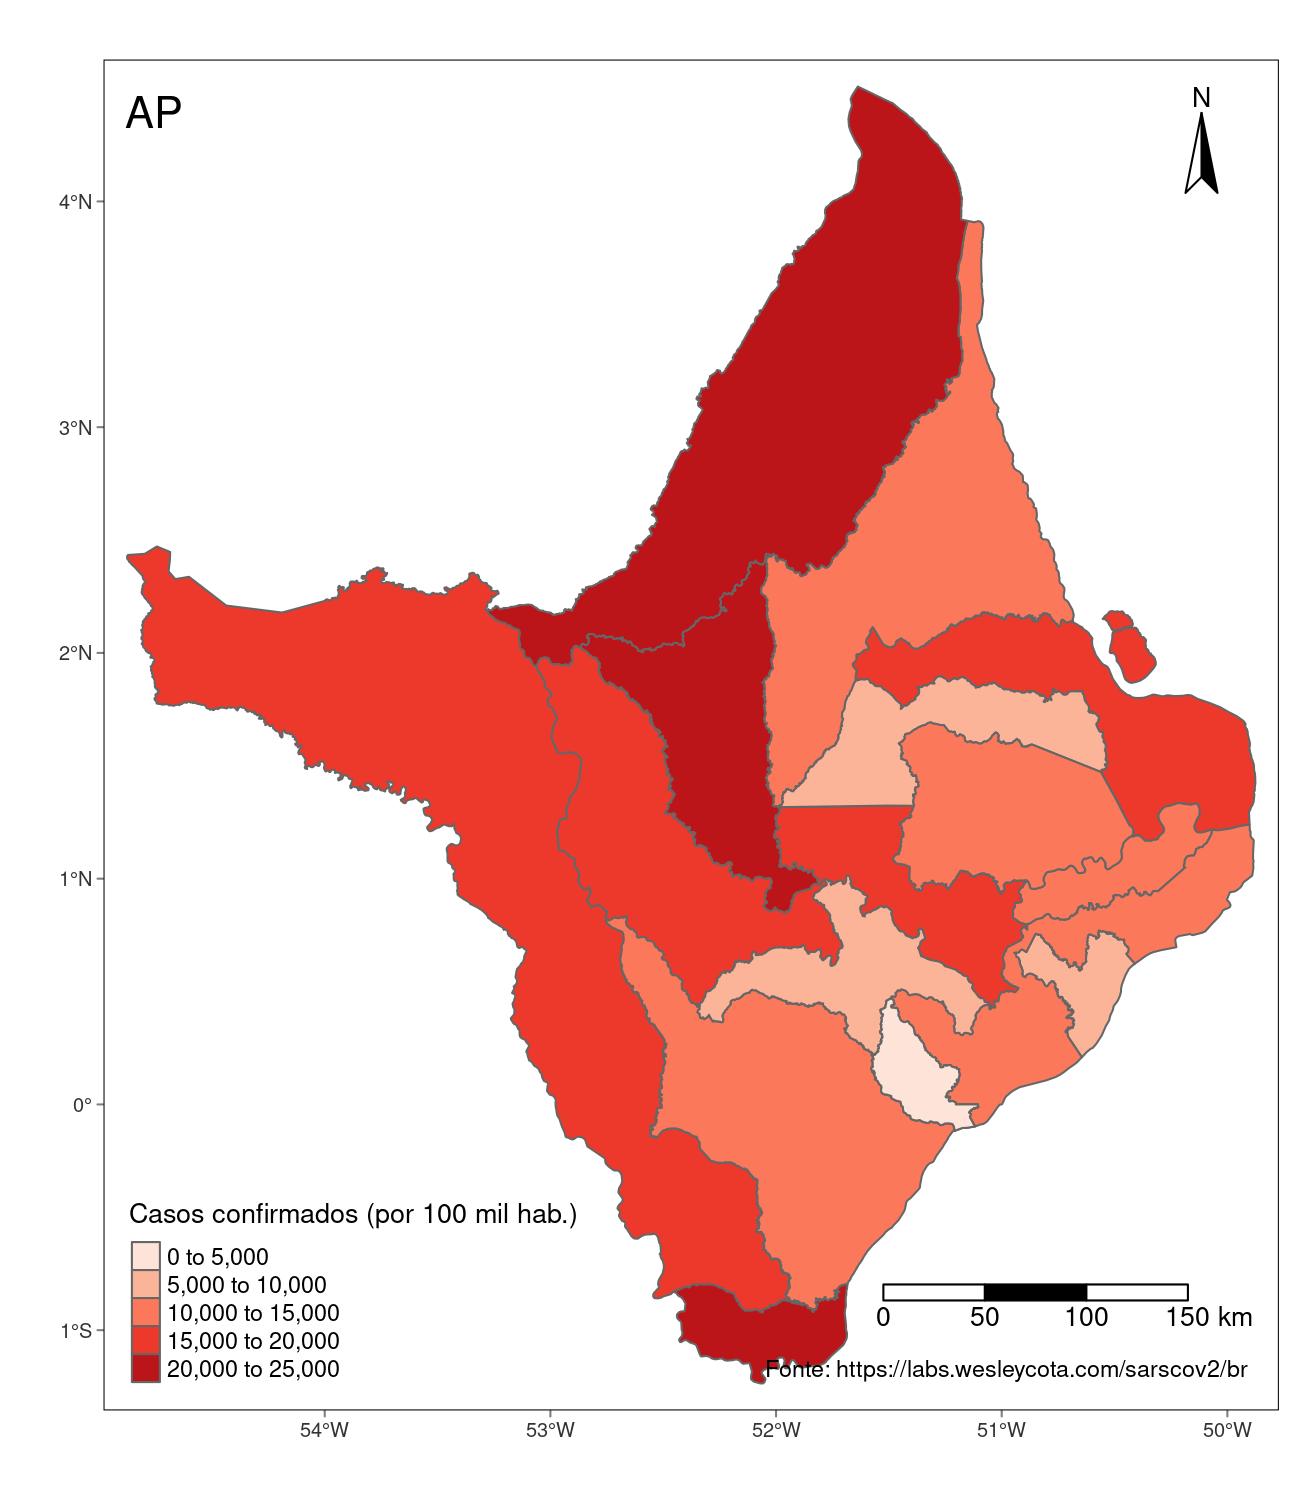 AP
N
4°N
3°N
2°N
1°N
0°
1°S
Casos confirmados (por 100 mil hab.)
0 to 5,000
5,000 to 10,000
10,000 to 15,000
15,000 to 20,000
20,000 to 25,000
0 50 100 150 km
Fonte: https://labs.wesleycota.com/sarscov2/br
54°W 53°W 52°W 51°W 50°W